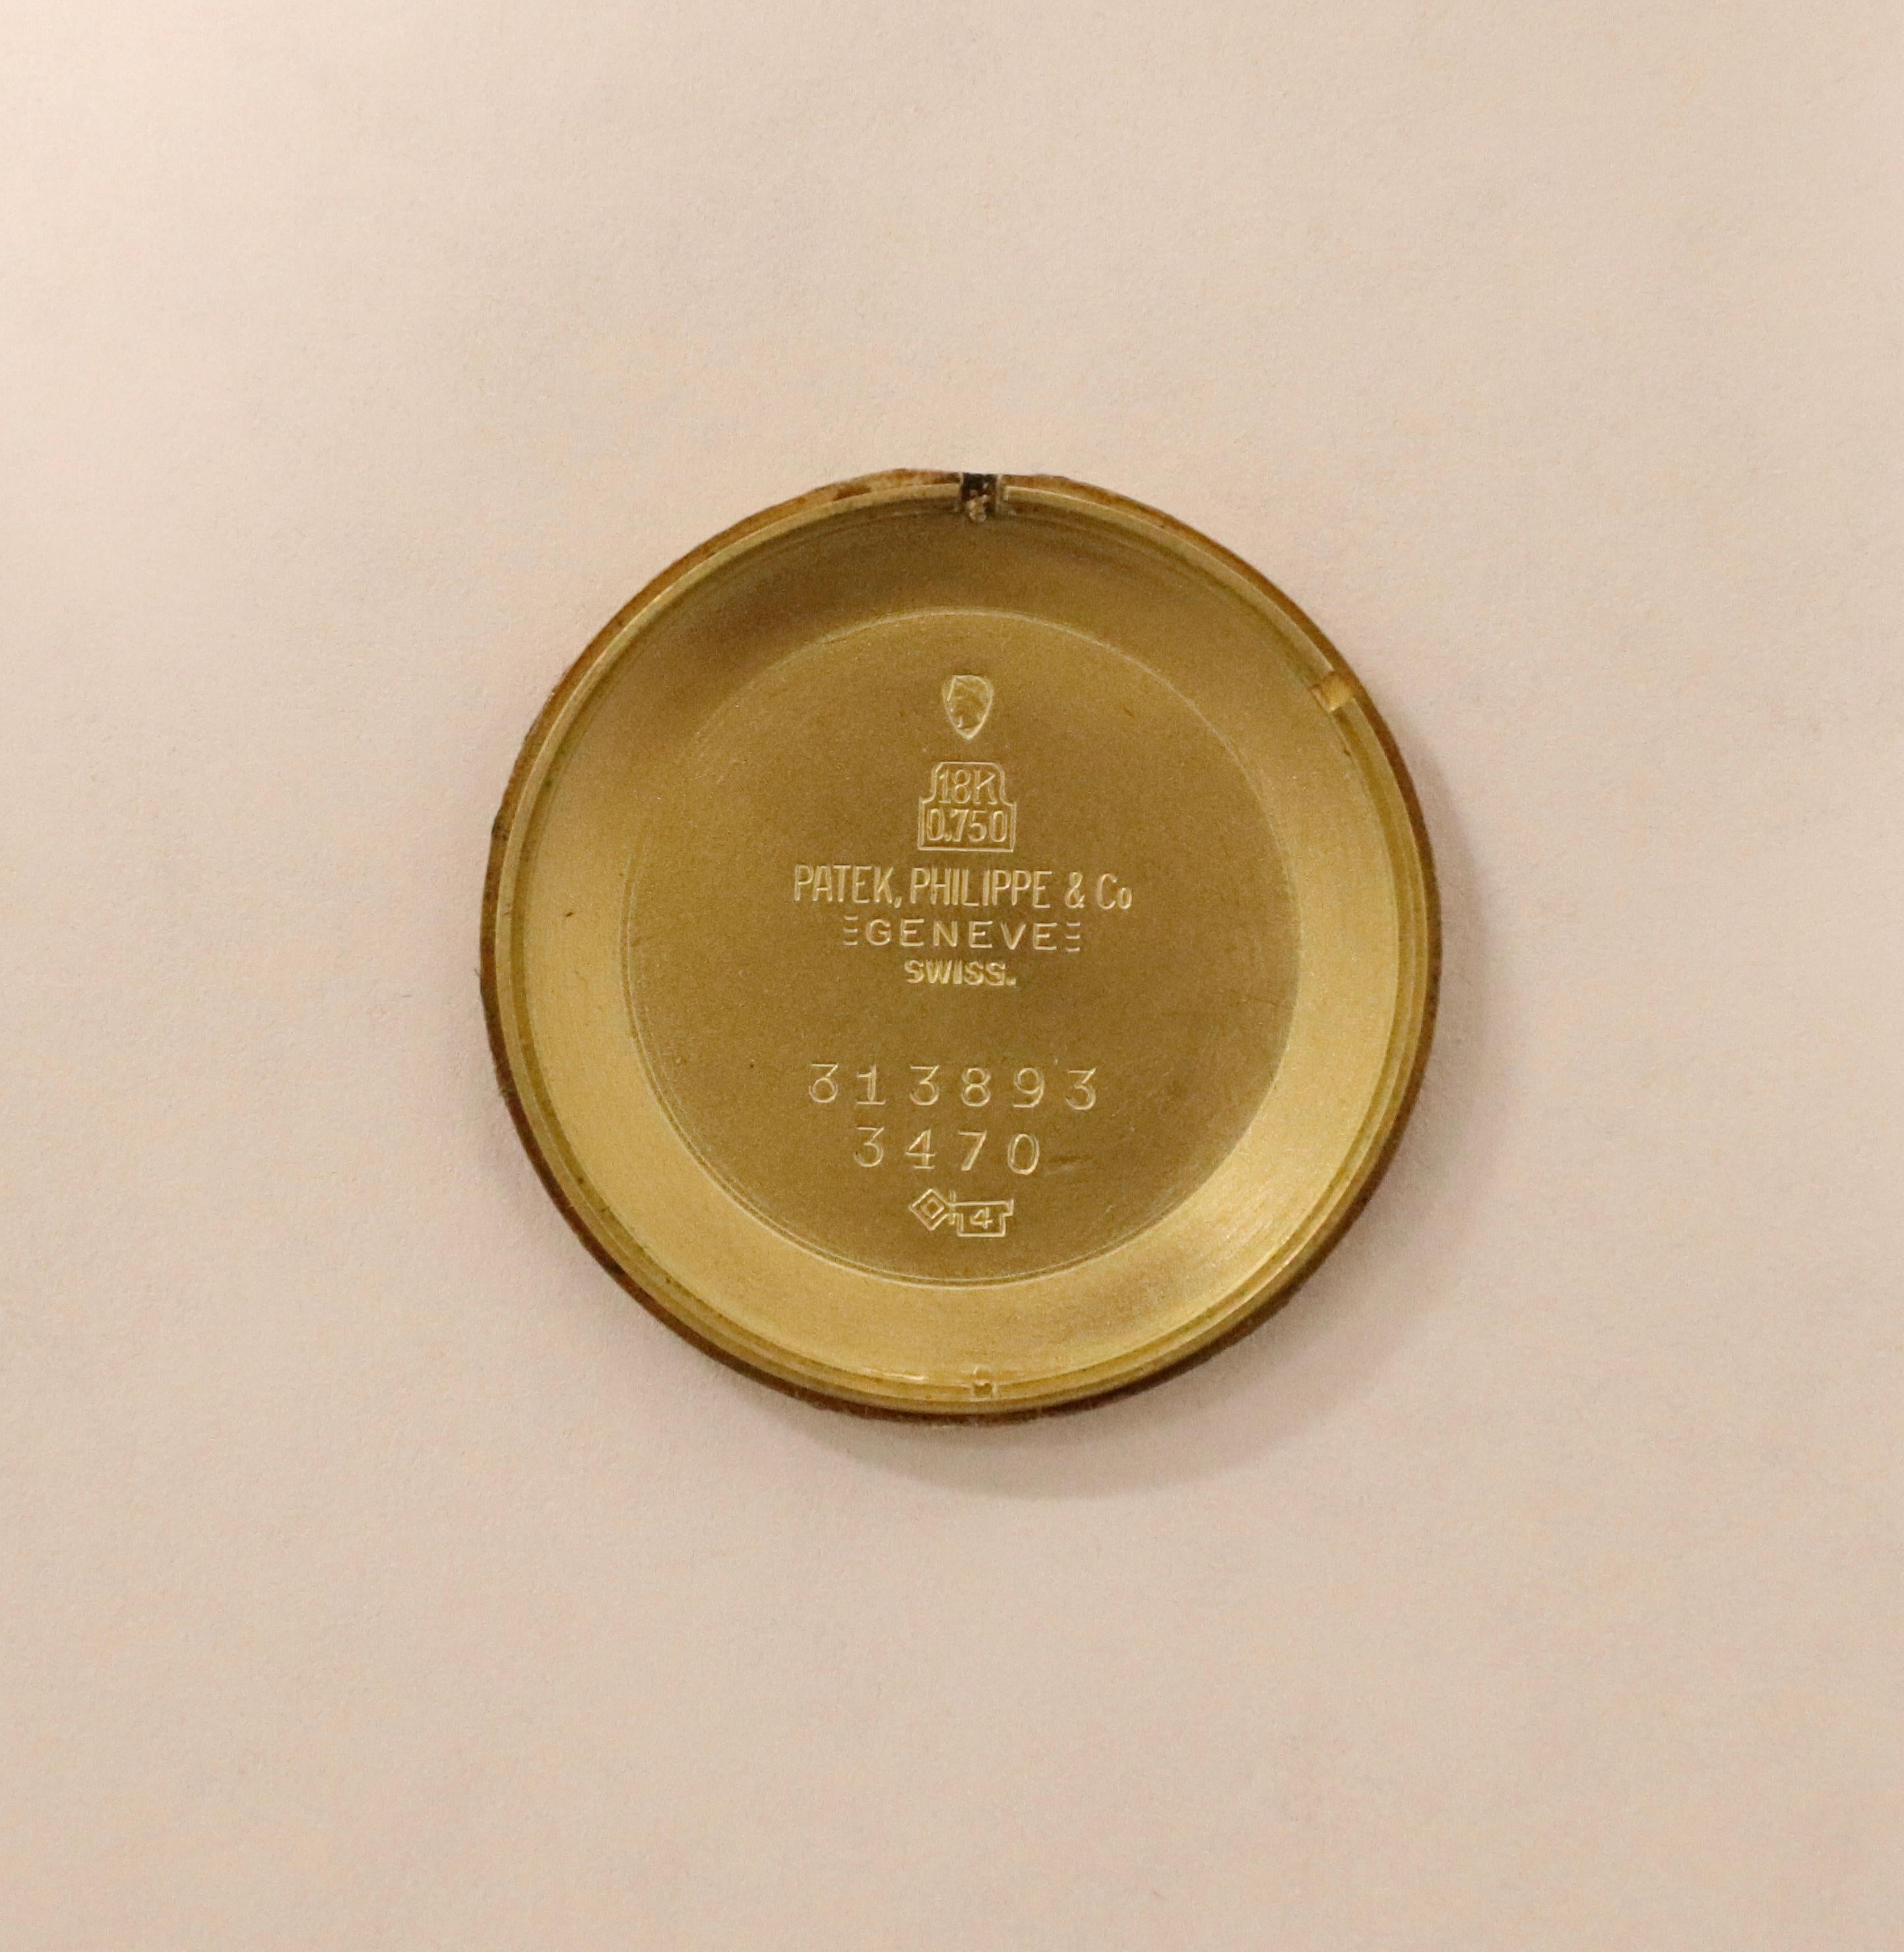 18K
0.750
PATEK, PHILIPPE & Co
GENEVE
SWISS.
313893
3470
4